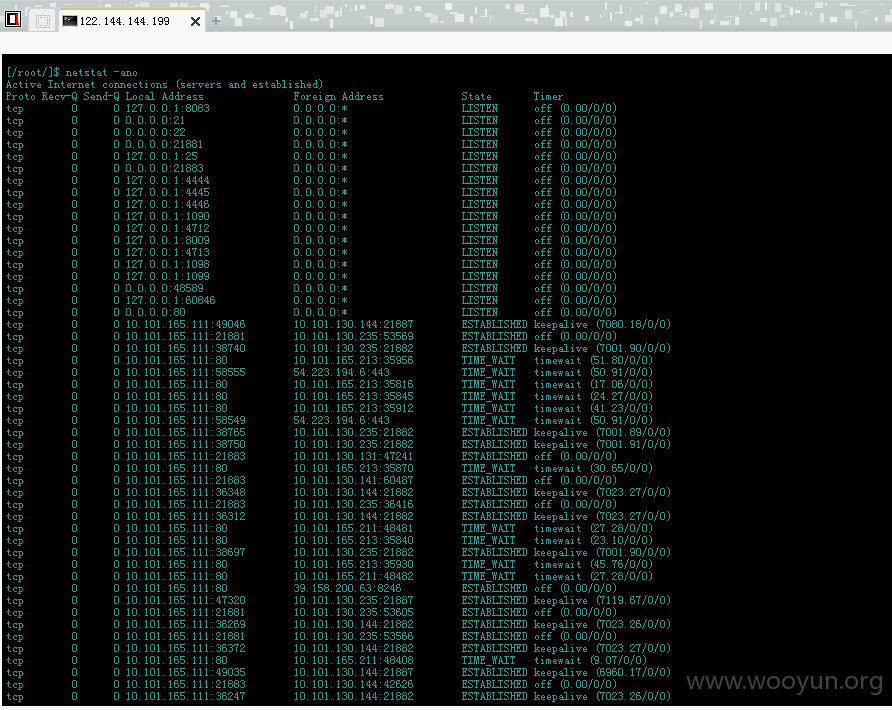 122.144.144.199
[/root/]$ netstat -ano
Active Internet connections (servers and established)
Proto Recv-Q Send-Q Local Address Foreign Address State Timer
tcp 0 0 127.0.0.1:8083 0.0.0.0:* LISTEN off (0.00/0/0)
tcp 0 0 0.0.0.0:21 0.0.0.0:* LISTEN off (0.00/0/0)
tcp 0 0 0.0.0.0:22 0.0.0.0:* LISTEN off (0.00/0/0)
tcp 0 0 0.0.0.0:21881 0.0.0.0:* LISTEN off (0.00/0/0)
tcp 0 0 127.0.0.1:25 0.0.0.0:* LISTEN off (0.00/0/0)
tcp 0 0 0.0.0.0:21883 0.0.0.0:* LISTEN off (0.00/0/0)
tcp 0 0 127.0.0.1:4444 0.0.0.0:* LISTEN off (0.00/0/0)
tcp 0 0 127.0.0.1:4445 0.0.0.0:* LISTEN off (0.00/0/0)
tcp 0 0 127.0.0.1:4446 0.0.0.0:* LISTEN off (0.00/0/0)
tcp 0 0 127.0.0.1:1090 0.0.0.0:* LISTEN off (0.00/0/0)
tcp 0 0 127.0.0.1:4712 0.0.0.0:* LISTEN off (0.00/0/0)
tcp 0 0 127.0.0.1:8009 0.0.0.0:* LISTEN off (0.00/0/0)
tcp 0 0 127.0.0.1:4713 0.0.0.0:* LISTEN off (0.00/0/0)
tcp 0 0 127.0.0.1:1098 0.0.0.0:* LISTEN off (0.00/0/0)
tcp 0 0 127.0.0.1:1099 0.0.0.0:* LISTEN off (0.00/0/0)
tcp 0 0 0.0.0.0:48589 0.0.0.0:* LISTEN off (0.00/0/0)
tcp 0 0 127.0.0.1:60846 0.0.0.0:* LISTEN off (0.00/0/0)
tcp 0 0 0.0.0.0:80 0.0.0.0:* LISTEN off (0.00/0/0)
tcp 0 0 10.101.165.111:49046 10.101.130.144:21887 ESTABLISHED keepalive (7080.18/0/0)
tcp 0 0 10.101.165.111:21881 10.101.130.235:53569 ESTABLISHED off (0.00/0/0)
tcp 0 0 10.101.165.111:38740 10.101.130.235:21882 ESTABLISHED keepalive (7001.90/0/0)
tcp 0 0 10.101.165.111:80 10.101.165.213:35956 TIME_WAIT timewait (51.80/0/0)
tcp 0 0 10.101.165.111:58555 54.223.194.6:443 TIME_WAIT timewait (50.91/0/0)
tcp 0 0 10.101.165.111:80 10.101.165.213:35816 TIME_WAIT timewait (17.06/0/0)
tcp 0 0 10.101.165.111:80 10.101.165.213:35845 TIME_WAIT timewait (24.27/0/0)
tcp 0 0 10.101.165.111:80 10.101.165.213:35912 TIME_WAIT timewait (41.23/0/0)
tcp 0 0 10.101.165.111:58549 54.223.194.6:443 TIME_WAIT timewait (50.91/0/0)
tcp 0 0 10.101.165.111:38765 10.101.130.235:21882 ESTABLISHED keepalive (7001.89/0/0)
tcp 0 0 10.101.165.111:38750 10.101.130.235:21882 ESTABLISHED keepalive (7001.91/0/0)
tcp 0 0 10.101.165.111:21883 10.101.130.131:47241 ESTABLISHED off (0.00/0/0)
tcp 0 0 10.101.165.111:80 10.101.165.213:35870 TIME_WAIT timewait (30.65/0/0)
tcp 0 0 10.101.165.111:21883 10.101.130.141:60487 ESTABLISHED off (0.00/0/0)
tcp 0 0 10.101.165.111:36348 10.101.130.144:21882 ESTABLISHED keepalive (7023.27/0/0)
tcp 0 0 10.101.165.111:21883 10.101.130.235:36416 ESTABLISHED off (0.00/0/0)
tcp 0 0 10.101.165.111:36312 10.101.130.144:21882 ESTABLISHED keepalive (7023.27/0/0)
tcp 0 0 10.101.165.111:80 10.101.165.211:48481 TIME_WAIT timewait (27.28/0/0)
tcp 0 0 10.101.165.111:80 10.101.165.213:35840 TIME_WAIT timewait (23.10/0/0)
tcp 0 0 10.101.165.111:38697 10.101.130.235:21882 ESTABLISHED keepalive (7001.90/0/0)
tcp 0 0 10.101.165.111:80 10.101.165.213:35930 TIME_WAIT timewait (45.76/0/0)
tcp 0 0 10.101.165.111:80 10.101.165.211:48482 TIME_WAIT timewait (27.28/0/0)
tcp 0 0 10.101.165.111:80 39.158.200.63:8246 ESTABLISHED off (0.00/0/0)
tcp 0 0 10.101.165.111:47320 10.101.130.235:21887 ESTABLISHED keepalive (7119.67/0/0)
tcp 0 0 10.101.165.111:21881 10.101.130.235:53605 ESTABLISHED off (0.00/0/0)
tcp 0 0 10.101.165.111:36269 10.101.130.144:21882 ESTABLISHED keepalive (7023.26/0/0)
tcp 0 0 10.101.165.111:21881 10.101.130.235:53566 ESTABLISHED off (0.00/0/0)
tcp 0 0 10.101.165.111:36372 10.101.130.144:21882 ESTABLISHED keepalive (7023.27/0/0)
tcp 0 0 10.101.165.111:80 10.101.165.211:48408 TIME_WAIT timewait (9.07/0/0)
tcp 0 0 10.101.165.111:49035 10.101.130.144:21887 ESTABLISHED keepalive (6960.17/0/0)
tcp 0 0 10.101.165.111:21883 10.101.130.144:42626 ESTABLISHED off (0.00/0/0)
tcp 0 0 10.101.165.111:36247 10.101.130.144:21882 ESTABLISHED keepalive (7023.26/0/0)
www.wooyun.org